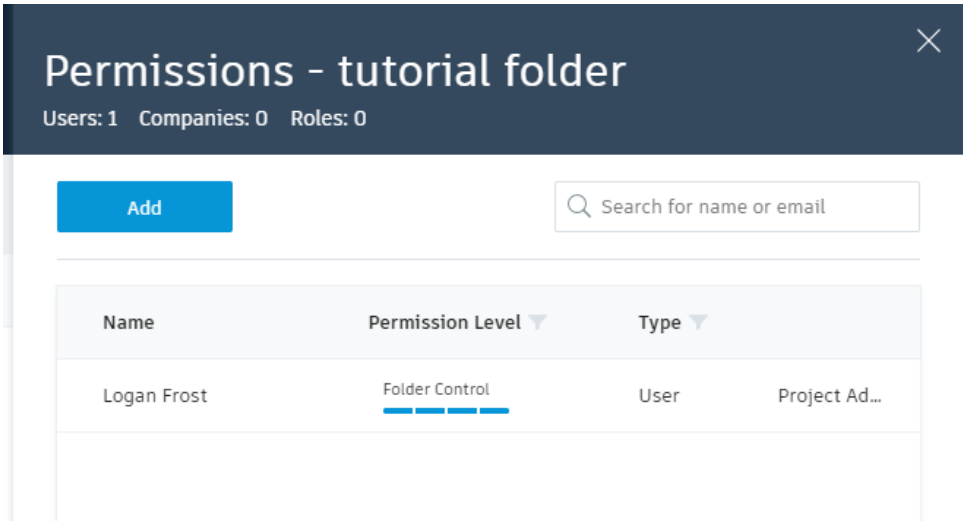 Permissions - tutorial folder
Users: 1 Companies: 0 Roles: 0
Add
Search for name or email
Name Permission Level Type
Logan Frost Folder Control User Project Ad...